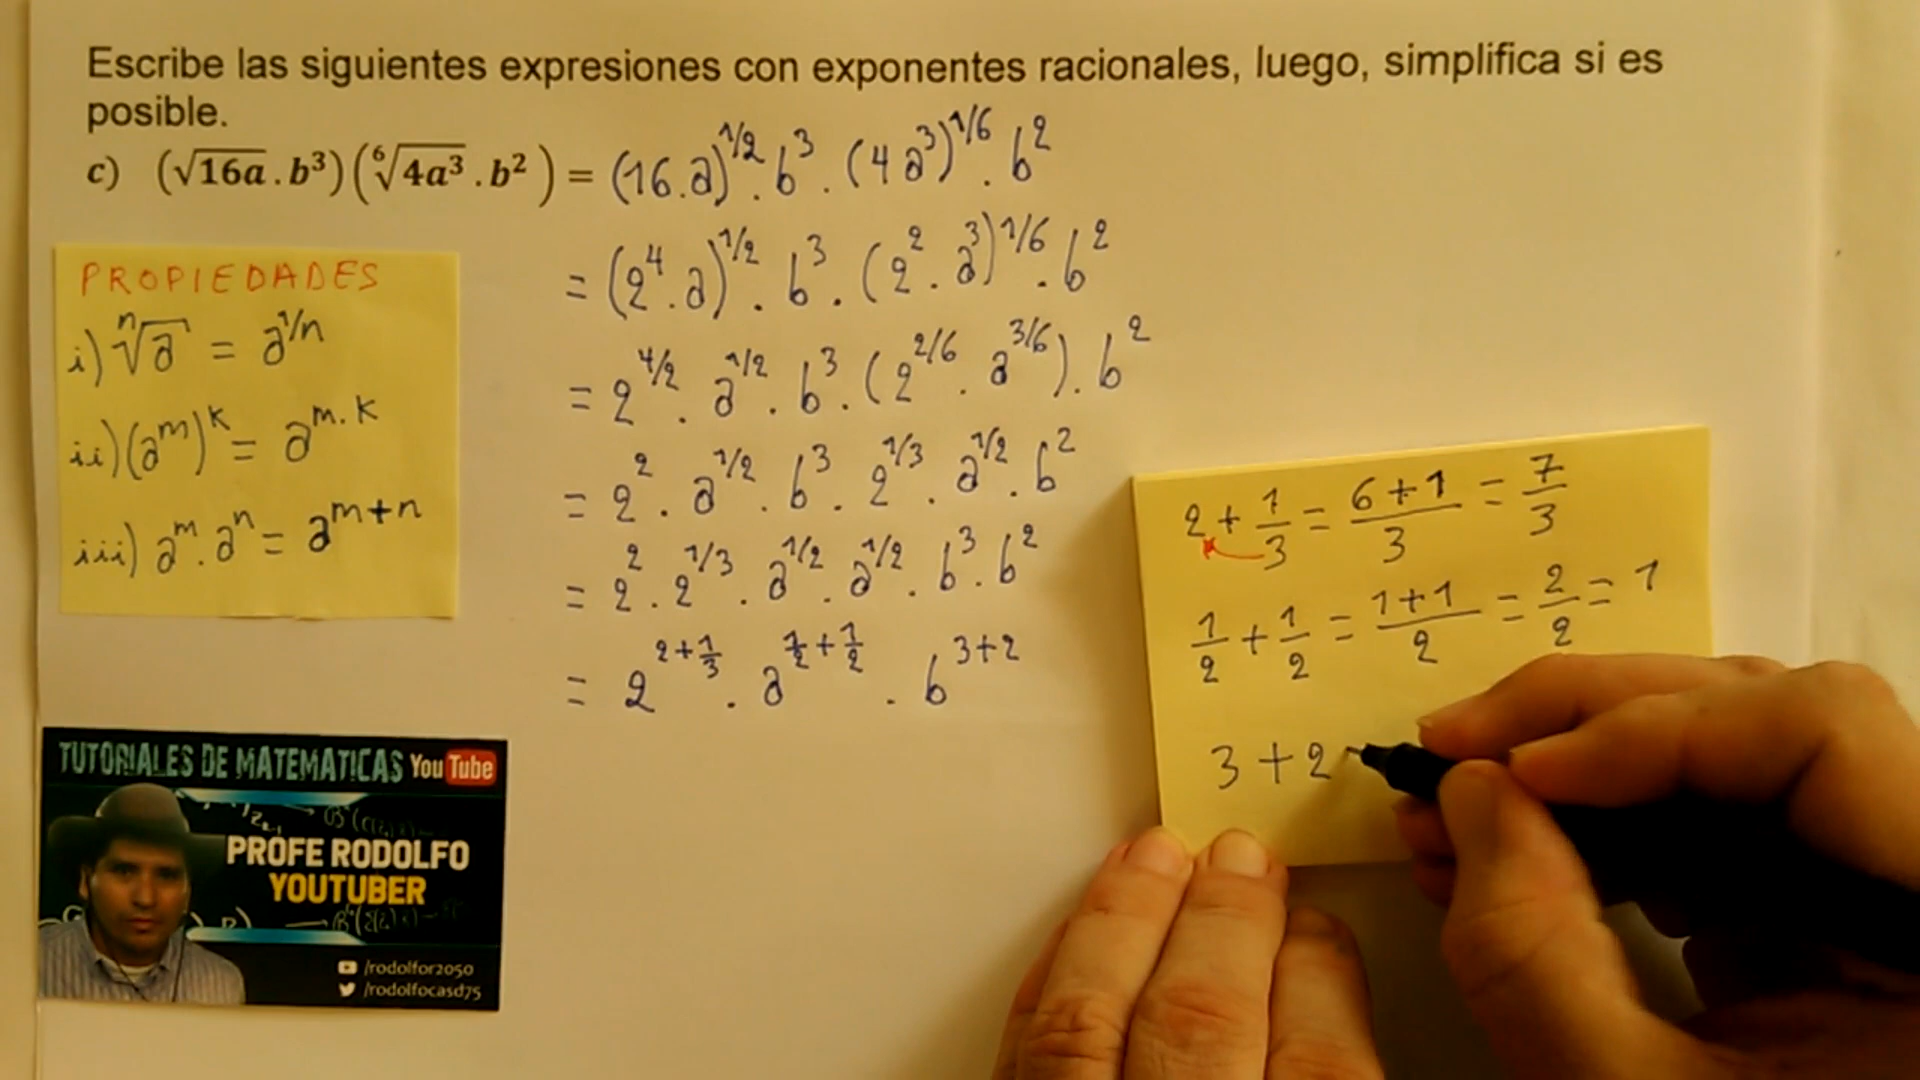 Escribe las siguientes expresiones con exponentes racionales, luego, simplifica si es
posible.
c) (√16a . b³)(⁶√4a³ . b² ) = (16.a)^1/2 . b³ . (4a³)^1/6 . b²
= (2⁴.a)^1/2 . b³ . (2² . a³)^1/6 . b²
= 2^4/2 . a^1/2 . b³ . (2^2/6 . a^3/6) . b²
= 2² . a^1/2 . b³ . 2^1/3 . a^1/2 . b²
= 2² . 2^1/3 . a^1/2 . a^1/2 . b³ . b²
= 2^(2+1/3) . a^(1/2+1/2) . b^(3+2)
PROPIEDADES
i) ⁿ√a = a^1/n
ii) (a^m)^k = a^m.k
iii) a^m . a^n = a^m+n
2 + 1/3 = (6+1)/3 = 7/3
1/2 + 1/2 = (1+1)/2 = 2/2 = 1
3+2
TUTORIALES DE MATEMATICAS YouTube
PROFE RODOLFO
YOUTUBER
/rodolfor2050
/rodolfocasd75